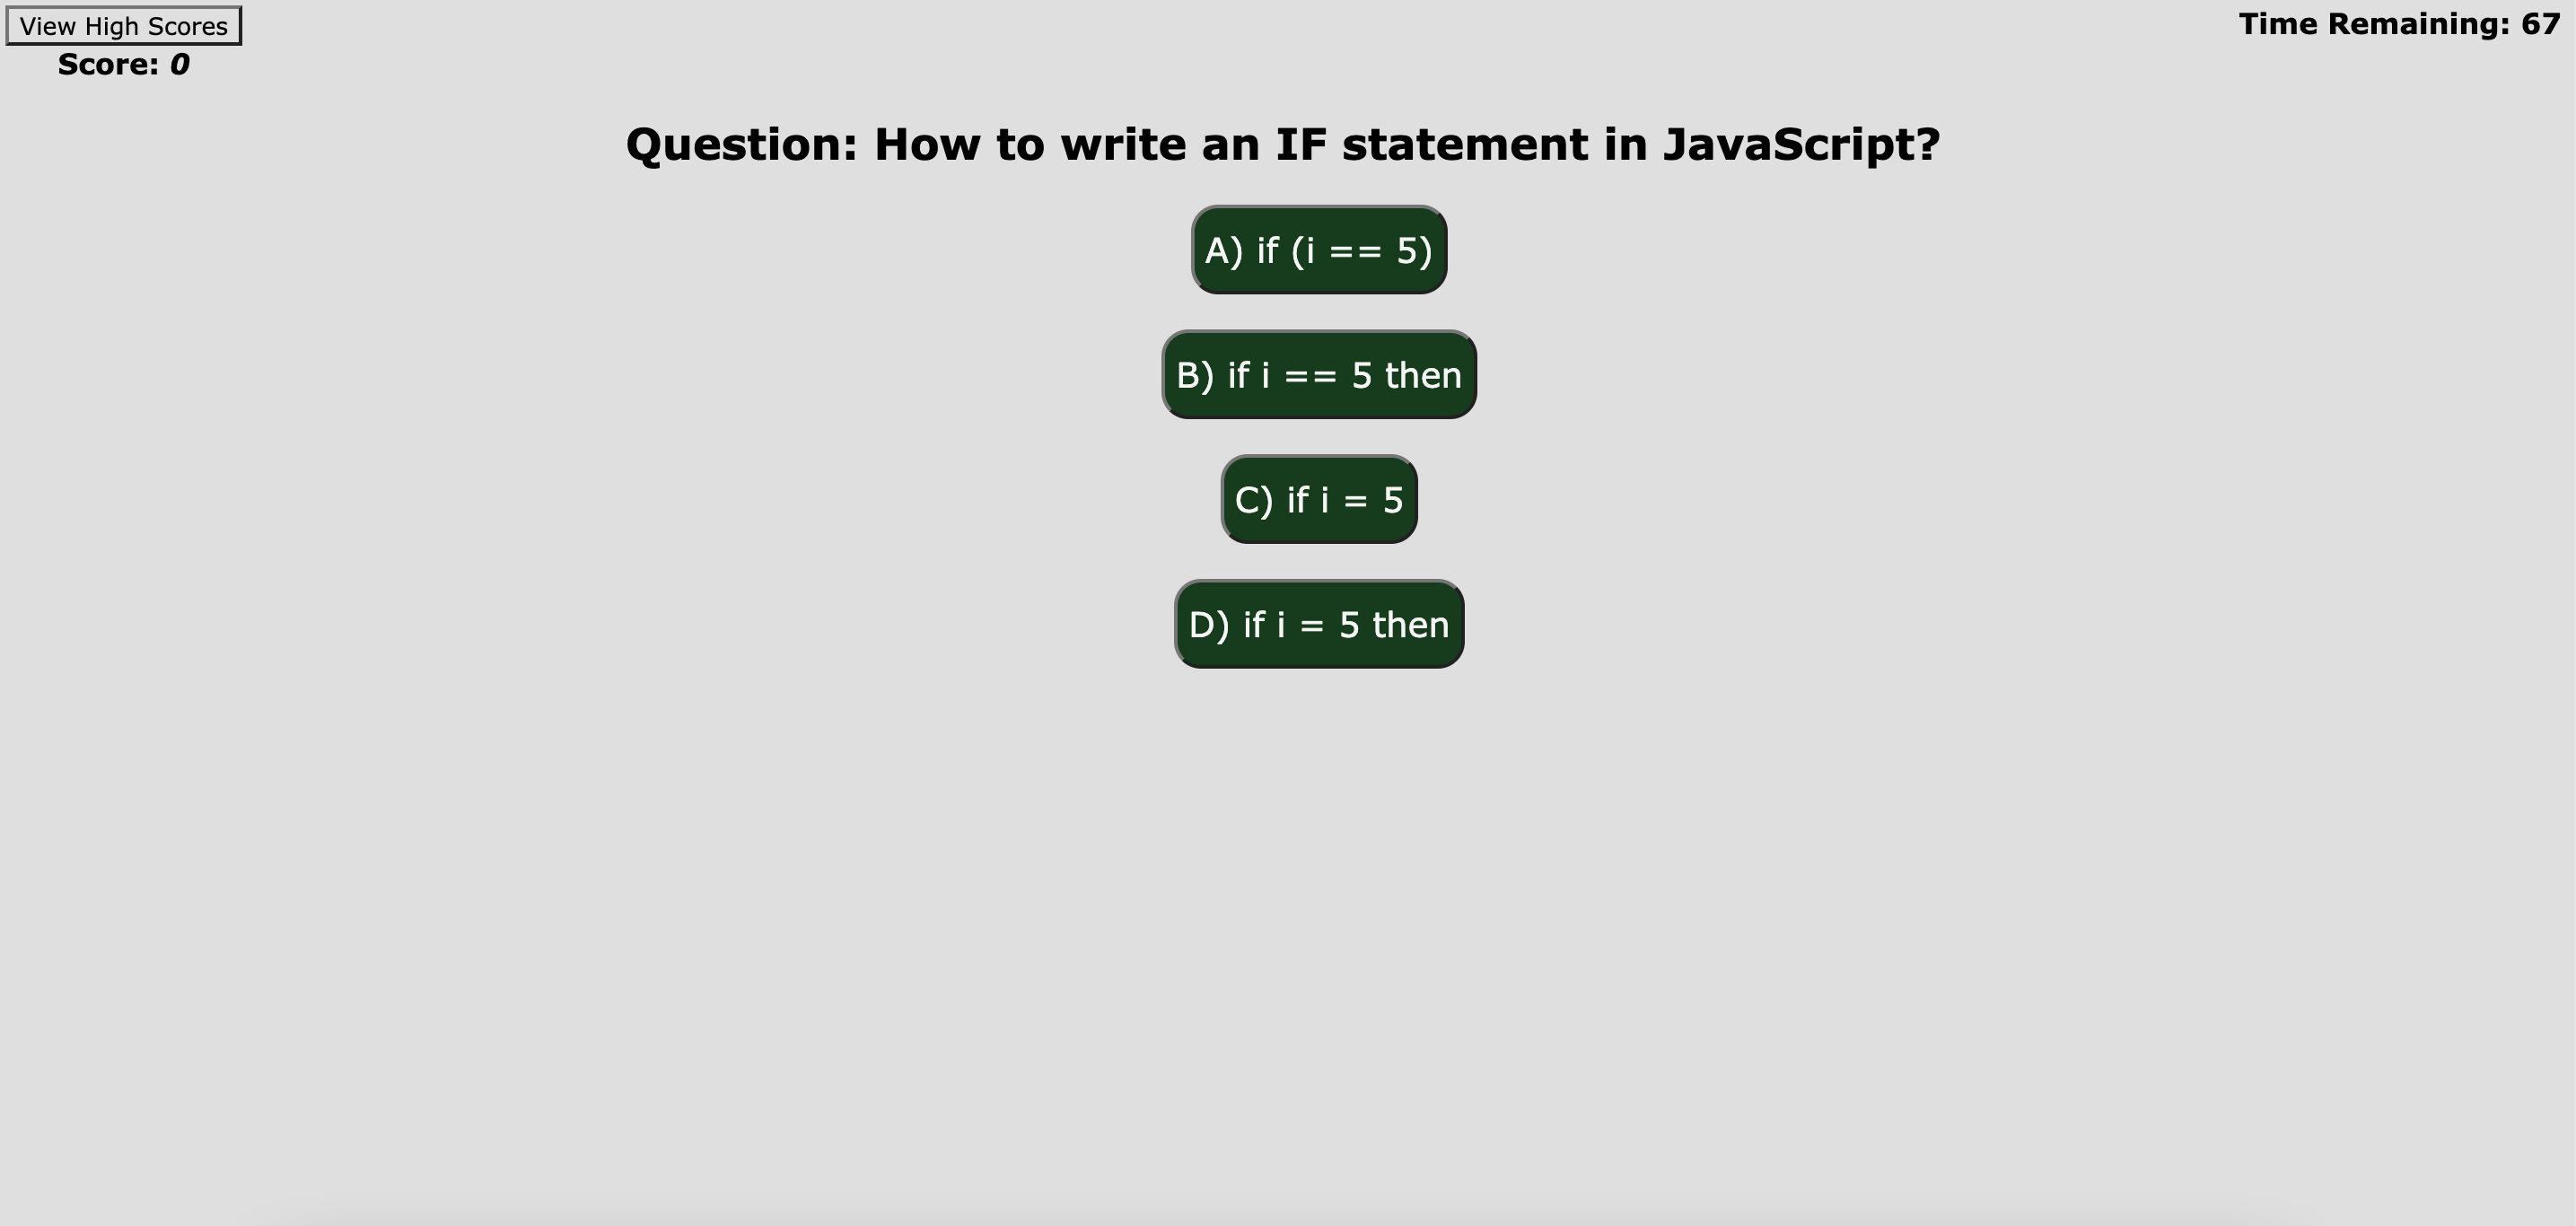 View High Scores
Time Remaining: 67
Score: 0
Question: How to write an IF statement in JavaScript?
A) if (i == 5)
B) if i == 5 then
C) if i = 5
D) if i = 5 then